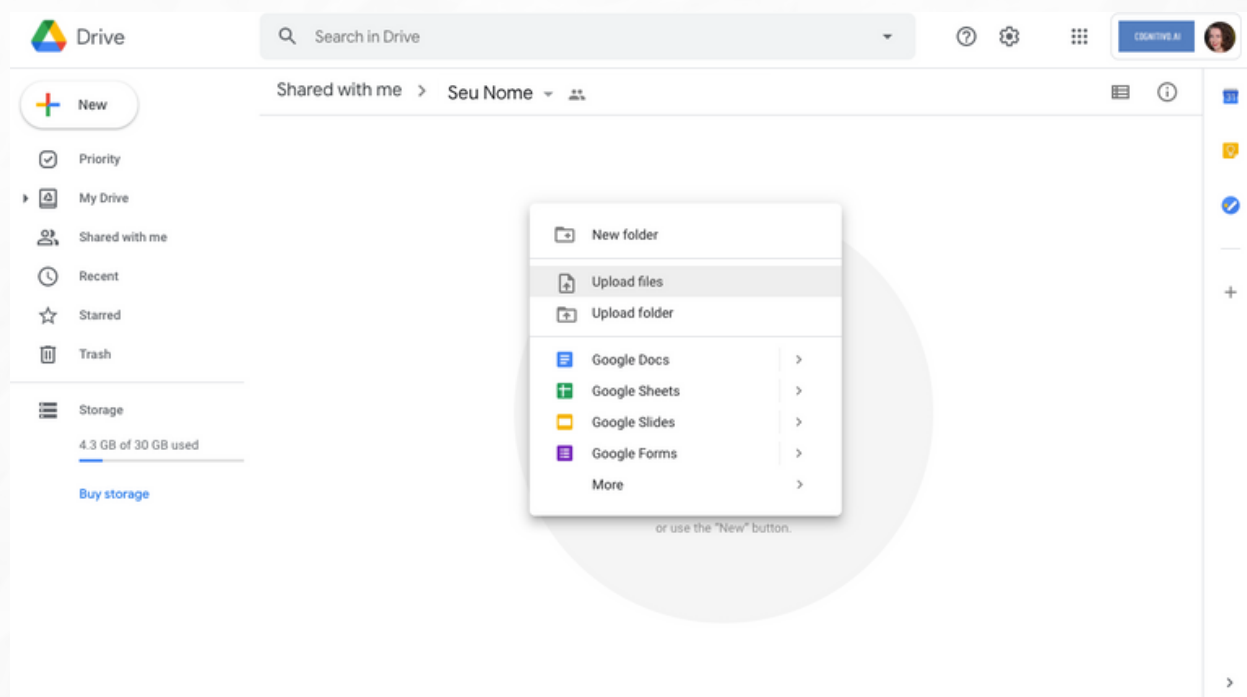 Drive
Search in Drive
COGNITIVO.AI
New
Shared with me > Seu Nome
31
Priority
My Drive
Shared with me
Recent
Starred
Trash
Storage
4.3 GB of 30 GB used
Buy storage
New folder
Upload files
Upload folder
Google Docs
Google Sheets
Google Slides
Google Forms
More
or use the "New" button.